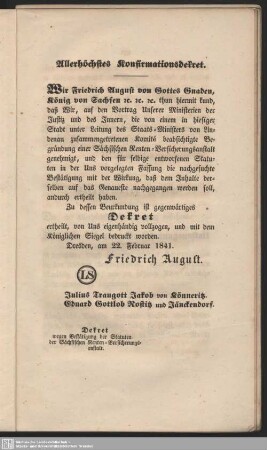 Allerhöchstes Konfirmationsdekret.
Wir Friedrich August von Gottes Gnaden,
König von Sachsen ꝛc. ꝛc. ꝛc. thun hiermit kund,
daß Wir, auf den Vortrag Unserer Ministerien der
Justiz und des Innern, die von einem in hiesiger
Stadt unter Leitung des Staats-Ministers von Lin-
denau zusammengetretenen Komité beabsichtigte Be-
gründung einer Sächsischen Renten-Versicherungsanstalt
genehmigt, und den für selbige entworfenen Statu-
ten in der Uns vorgelegten Fassung die nachgesuchte
Bestätigung mit der Wirkung, daß dem Inhalte der-
selben auf das Genaueste nachgegangen werden soll,
andurch ertheilt haben.
Zu dessen Beurkundung ist gegenwärtiges
Dekret
ertheilt, von Uns eigenhändig vollzogen, und mit dem
Königlichen Siegel bedruckt worden.
Dresden, am 22. Februar 1841.
Friedrich August.
LS
Julius Traugott Jakob von Könneritz.
Eduard Gottlob Nostitz und Jänckendorf.
Dekret
wegen Bestätigung der Statuten
der Sächsischen Renten-Versicherungs-
anstalt.